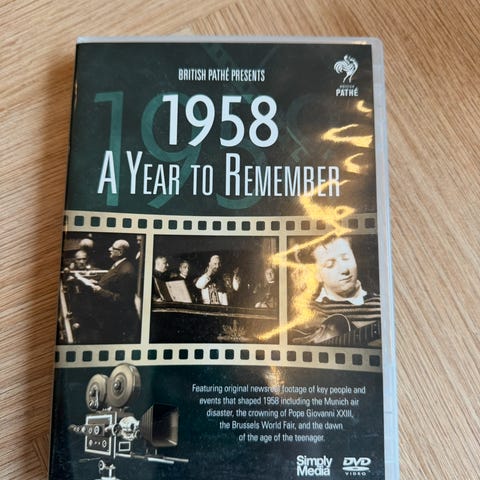 BRITISH PATHÉ PRESENTS
BRITISH
PATHÉ
1958
A YEAR TO REMEMBER
Featuring original newsreel footage of key people and
events that shaped 1958 including the Munich air
disaster, the crowning of Pope Giovanni XXIII,
the Brussels World Fair, and the dawn
of the age of the teenager.
Simply
Media
DVD
VIDEO